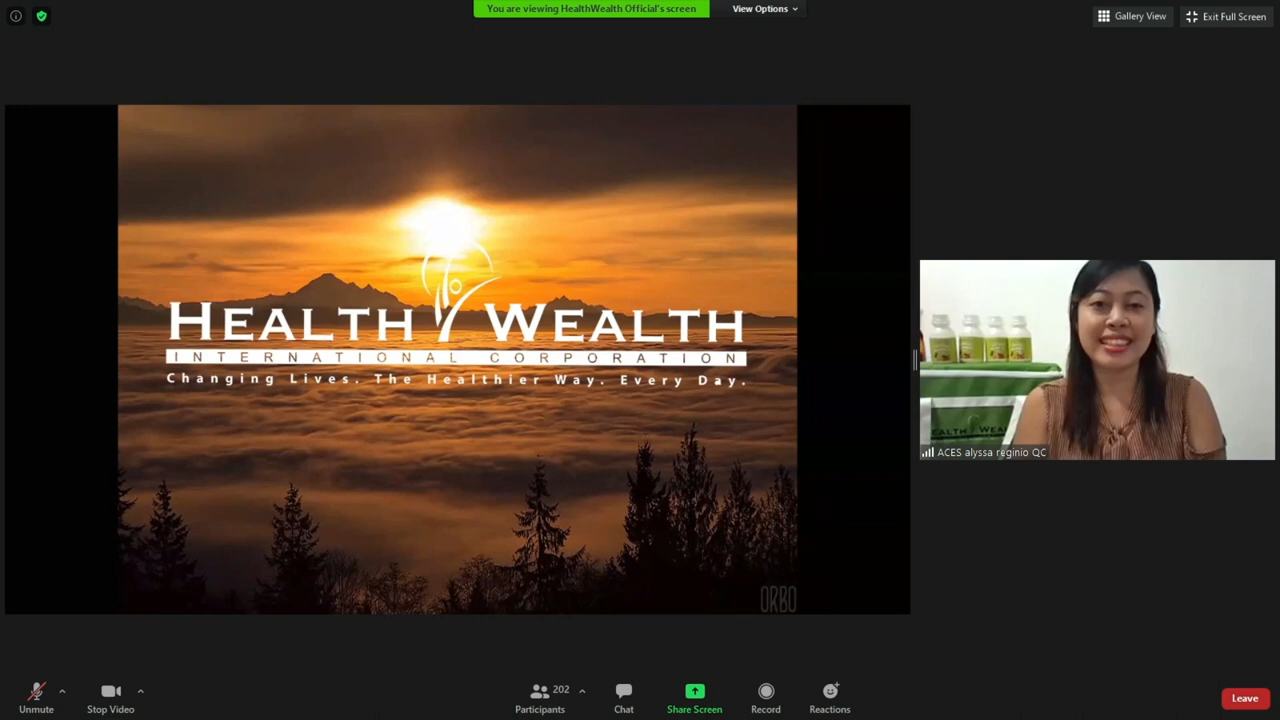 You are viewing HealthWealth Official's screen
View Options
Gallery View
Exit Full Screen
HEALTH WEALTH
INTERNATIONAL CORPORATION
Changing Lives. The Healthier Way. Every Day.
ORBO
ACES alyssa reginio QC
Unmute
Stop Video
202
Participants
Chat
Share Screen
Record
Reactions
Leave